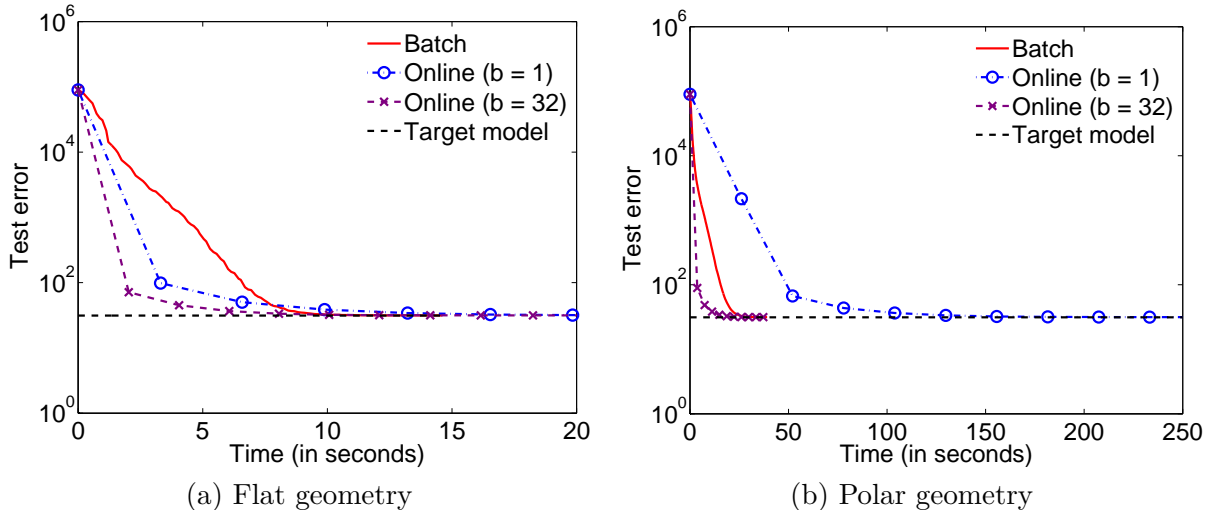 10^6
Batch
Online (b = 1)
Online (b = 32)
Target model
10^4
Test error
10^2
10^0
0 5 10 15 20
Time (in seconds)
(a) Flat geometry
10^6
Batch
Online (b = 1)
Online (b = 32)
Target model
10^4
Test error
10^2
10^0
0 50 100 150 200 250
Time (in seconds)
(b) Polar geometry